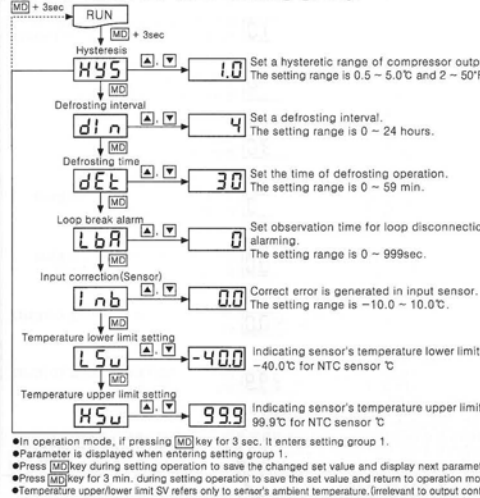 MD + 3sec
RUN
MD + 3sec
Hysteresis
HYS ▲, ▼ 1.0 Set a hysteretic range of compressor outp
The setting range is 0.5 ~ 5.0℃ and 2 ~ 50°F
MD
Defrosting interval
dIn ▲, ▼ 4 Set a defrosting interval.
The setting range is 0 ~ 24 hours.
MD
Defrosting time
dEt ▲, ▼ 30 Set the time of defrosting operation.
The setting range is 0 ~ 59 min.
MD
Loop break alarm
LbA ▲, ▼ 0 Set observation time for loop disconnectio
alarming.
The setting range is 0 ~ 999sec.
MD
Input correction(Sensor)
Inb ▲, ▼ 0.0 Correct error is generated in input sensor.
The setting range is −10.0 ~ 10.0℃.
MD
Temperature lower limit setting
LSv ▲, ▼ -40.0 Indicating sensor's temperature lower limit
−40.0℃ for NTC sensor ℃
MD
Temperature upper limit setting
HSv ▲, ▼ 99.9 Indicating sensor's temperature upper limit
99.9℃ for NTC sensor ℃
●In operation mode, if pressing MD key for 3 sec. It enters setting group 1.
●Parameter is displayed when entering setting group 1.
●Press MD key during setting operation to save the changed set value and display next paramet
●Press MD key for 3 min. during setting operation to save the set value and return to operation mo
●Temperature upper/lower limit SV refers only to sensor's ambient temperature.(Irrelevant to output cont